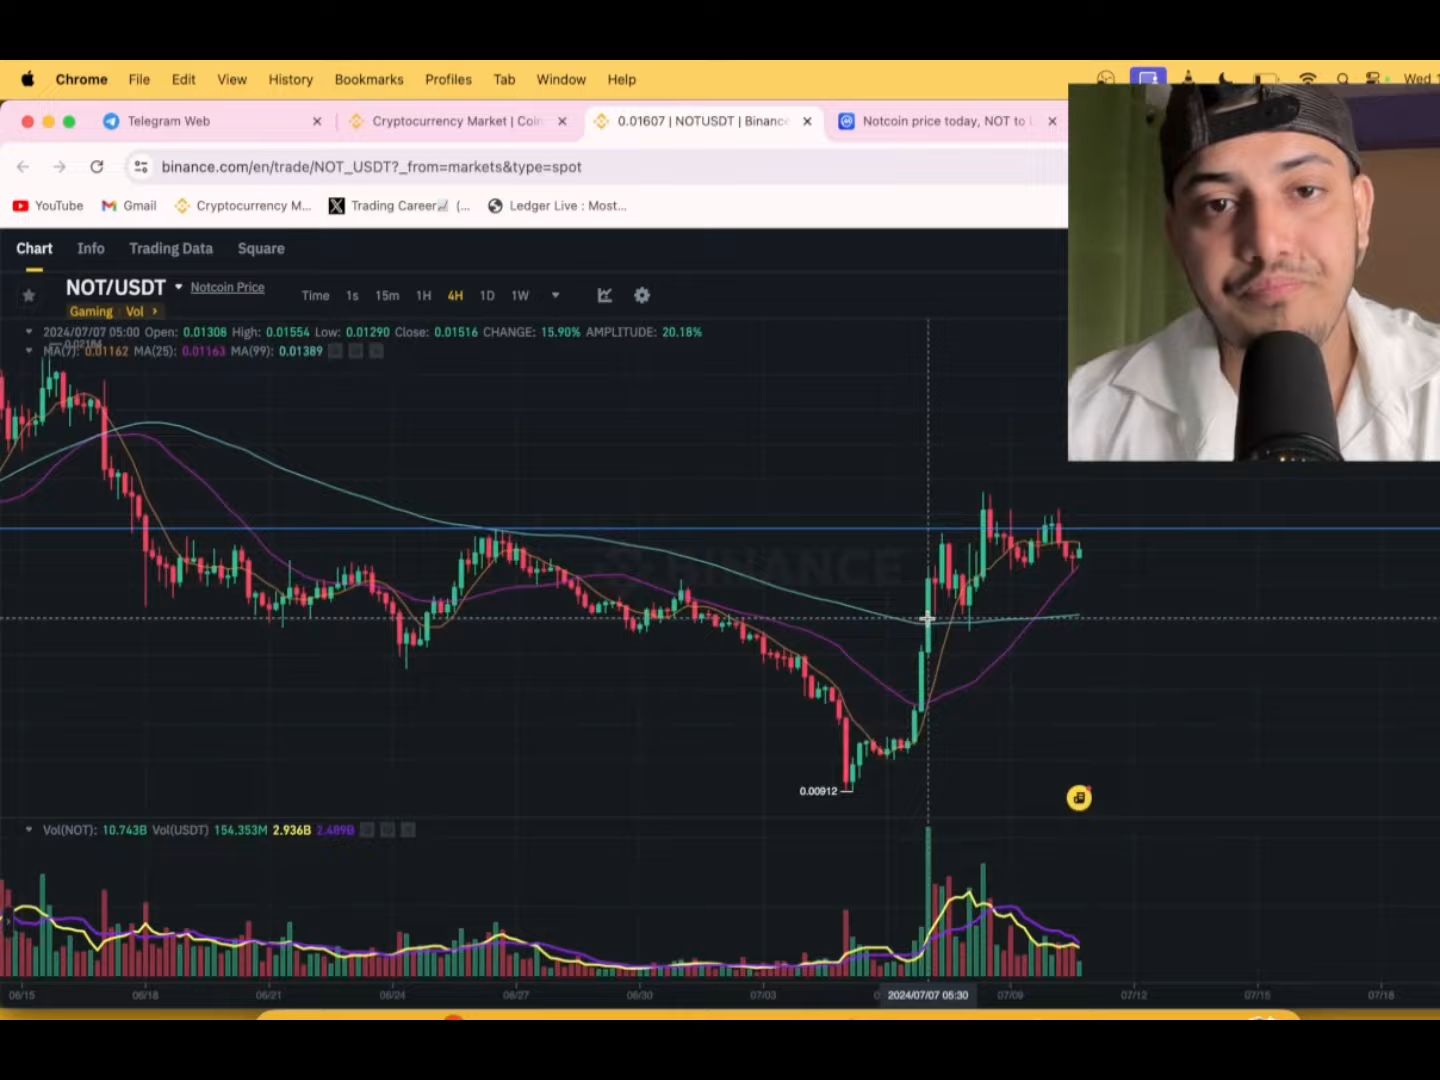 Chrome File Edit View History Bookmarks Profiles Tab Window Help Wed 1
Telegram Web
Cryptocurrency Market | Coin
0.01607 | NOTUSDT | Binance
Notcoin price today, NOT to
binance.com/en/trade/NOT_USDT?_from=markets&type=spot
YouTube Gmail Cryptocurrency M... Trading Career (... Ledger Live : Most...
Chart Info Trading Data Square
NOT/USDT Notcoin Price Time 1s 15m 1H 4H 1D 1W
Gaming Vol
2024/07/07 05:00 Open: 0.01308 High: 0.01554 Low: 0.01290 Close: 0.01516 CHANGE: 15.90% AMPLITUDE: 20.18%
MA(7): 0.01162 MA(25): 0.01163 MA(99): 0.01389
BINANCE
0.00912
Vol(NOT): 10.743B Vol(USDT) 154.353M 2.936B 2.489B
06/15 06/18 06/21 06/24 06/27 06/30 07/03 2024/07/07 05:30 07/09 07/12 07/15 07/18